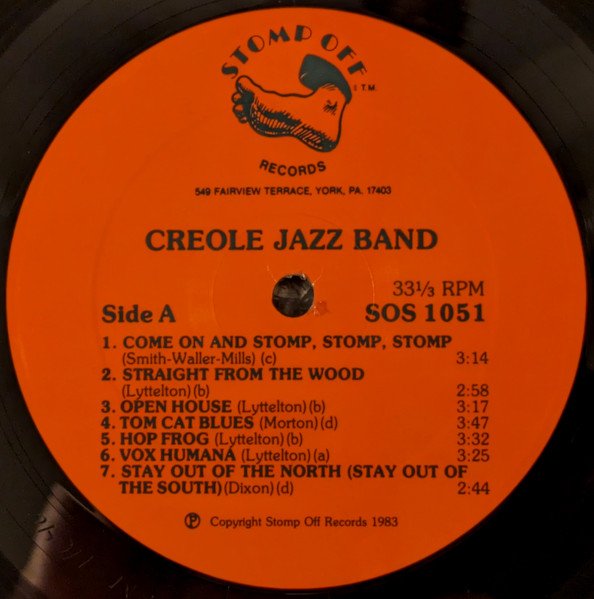 STOMP OFF
T.M.
RECORDS
549 FAIRVIEW TERRACE, YORK, PA. 17403
CREOLE JAZZ BAND
33⅓ RPM
Side A SOS 1051
1. COME ON AND STOMP, STOMP, STOMP
(Smith-Waller-Mills) (c) 3:14
2. STRAIGHT FROM THE WOOD
(Lyttelton) (b) 2:58
3. OPEN HOUSE (Lyttelton) (b) 3:17
4. TOM CAT BLUES (Morton) (d) 3:47
5. HOP FROG (Lyttelton) (b) 3:32
6. VOX HUMANÁ (Lyttelton) (a) 3:25
7. STAY OUT OF THE NORTH (STAY OUT OF
THE SOUTH) (Dixon) (d) 2:44
Ⓟ Copyright Stomp Off Records 1983